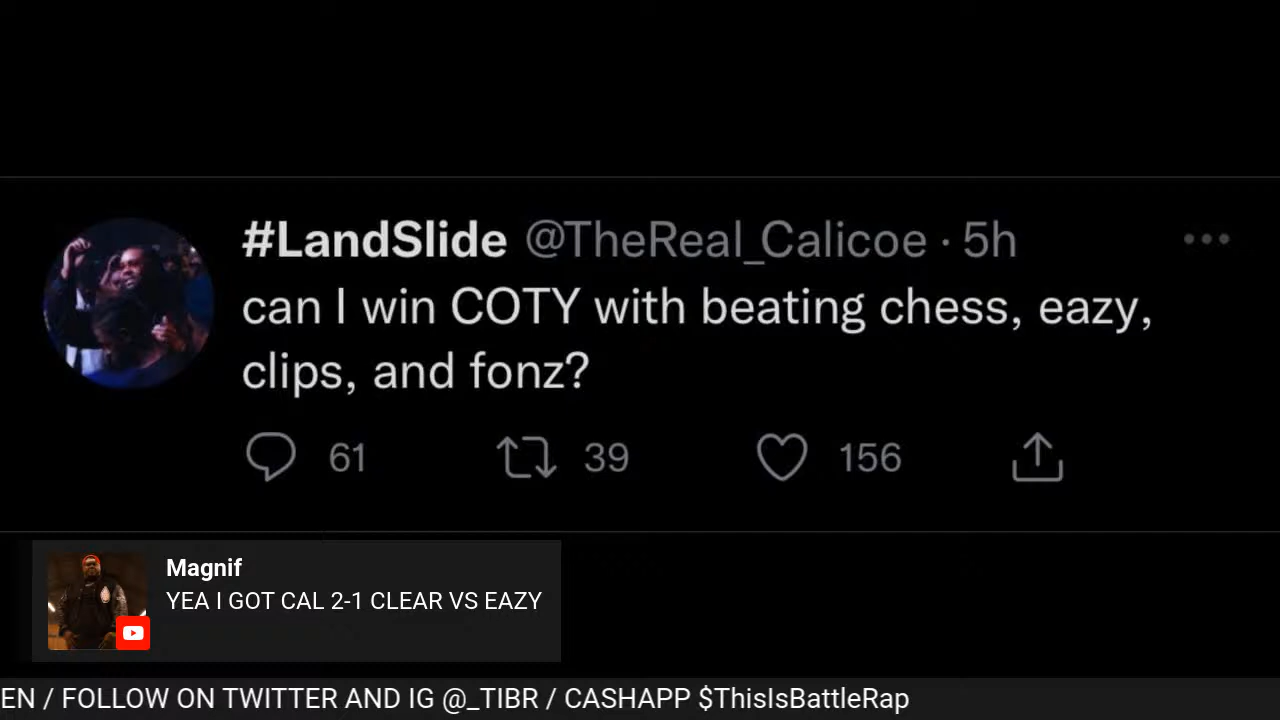 #LandSlide @TheReal_Calicoe · 5h
can I win COTY with beating chess, eazy,
clips, and fonz?
61 39 156
Magnif
YEA I GOT CAL 2-1 CLEAR VS EAZY
EN / FOLLOW ON TWITTER AND IG @_TIBR / CASHAPP $ThisIsBattleRap